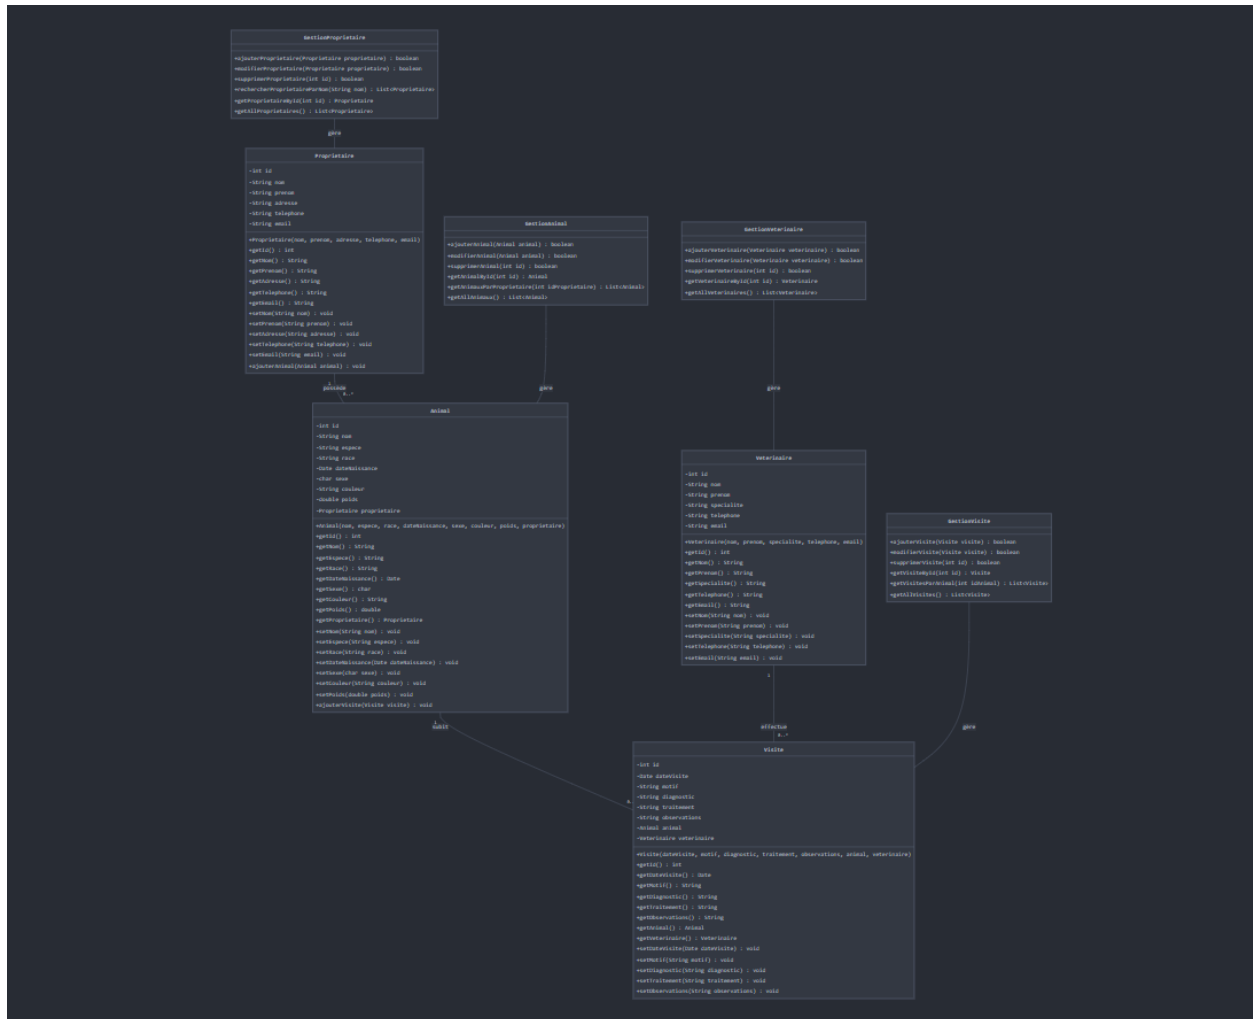 GestionProprietaire
+ajouterProprietaire(Proprietaire proprietaire) : boolean
+modifierProprietaire(Proprietaire proprietaire) : boolean
+supprimerProprietaire(int id) : boolean
+rechercherProprietaireParNom(String nom) : List<Proprietaire>
+getProprietaireById(int id) : Proprietaire
+getAllProprietaires() : List<Proprietaire>
gère
Proprietaire
-int id
-String nom
-String prenom
-String adresse
-String telephone
-String email
+Proprietaire(nom, prenom, adresse, telephone, email)
+getId() : int
+getNom() : String
+getPrenom() : String
+getAdresse() : String
+getTelephone() : String
+getEmail() : String
+setNom(String nom) : void
+setPrenom(String prenom) : void
+setAdresse(String adresse) : void
+setTelephone(String telephone) : void
+setEmail(String email) : void
+ajouterAnimal(Animal animal) : void
1
possède
0..*
GestionAnimal
+ajouterAnimal(Animal animal) : boolean
+modifierAnimal(Animal animal) : boolean
+supprimerAnimal(int id) : boolean
+getAnimalById(int id) : Animal
+getAnimauxParProprietaire(int idProprietaire) : List<Animal>
+getAllAnimaux() : List<Animal>
gère
GestionVeterinaire
+ajouterVeterinaire(Veterinaire veterinaire) : boolean
+modifierVeterinaire(Veterinaire veterinaire) : boolean
+supprimerVeterinaire(int id) : boolean
+getVeterinaireById(int id) : Veterinaire
+getAllVeterinaires() : List<Veterinaire>
gère
Animal
-int id
-String nom
-String espece
-String race
-Date dateNaissance
-char sexe
-String couleur
-double poids
-Proprietaire proprietaire
+Animal(nom, espece, race, dateNaissance, sexe, couleur, poids, proprietaire)
+getId() : int
+getNom() : String
+getEspece() : String
+getRace() : String
+getDateNaissance() : Date
+getSexe() : char
+getCouleur() : String
+getPoids() : double
+getProprietaire() : Proprietaire
+setNom(String nom) : void
+setEspece(String espece) : void
+setRace(String race) : void
+setDateNaissance(Date dateNaissance) : void
+setSexe(char sexe) : void
+setCouleur(String couleur) : void
+setPoids(double poids) : void
+ajouterVisite(Visite visite) : void
1
subit
Veterinaire
-int id
-String nom
-String prenom
-String specialite
-String telephone
-String email
+Veterinaire(nom, prenom, specialite, telephone, email)
+getId() : int
+getNom() : String
+getPrenom() : String
+getSpecialite() : String
+getTelephone() : String
+getEmail() : String
+setNom(String nom) : void
+setPrenom(String prenom) : void
+setSpecialite(String specialite) : void
+setTelephone(String telephone) : void
+setEmail(String email) : void
1
effectue
0..*
GestionVisite
+ajouterVisite(Visite visite) : boolean
+modifierVisite(Visite visite) : boolean
+supprimerVisite(int id) : boolean
+getVisiteById(int id) : Visite
+getVisitesParAnimal(int idAnimal) : List<Visite>
+getAllVisites() : List<Visite>
gère
Visite
-int id
-Date dateVisite
-String motif
-String diagnostic
-String traitement
-String observations
-Animal animal
-Veterinaire veterinaire
+Visite(dateVisite, motif, diagnostic, traitement, observations, animal, veterinaire)
+getId() : int
+getDateVisite() : Date
+getMotif() : String
+getDiagnostic() : String
+getTraitement() : String
+getObservations() : String
+getAnimal() : Animal
+getVeterinaire() : Veterinaire
+setDateVisite(Date dateVisite) : void
+setMotif(String motif) : void
+setDiagnostic(String diagnostic) : void
+setTraitement(String traitement) : void
+setObservations(String observations) : void